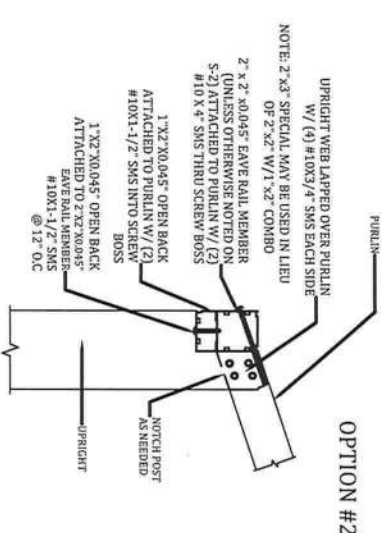 OPTION #2
PURLIN
UPRIGHT WEB LAPPED OVER PURLIN
W/ (4) #10X3/4" SMS EACH SIDE
NOTE: 2"x3" SPECIAL MAY BE USED IN LIEU
OF 2"x2" W/1"x2" COMBO
2" x 2" x0.045" EAVE RAIL MEMBER
(UNLESS OTHERWISE NOTED ON
S-2) ATTACHED TO PURLIN W/ (2)
#10 X 4" SMS THRU SCREW BOSS
1"X2"X0.045" OPEN BACK
ATTACHED TO PURLIN W/ (2)
#10X1-1/2" SMS INTO SCREW
BOSS
1"X2"X0.045" OPEN BACK
ATTACHED TO 2"X2"X0.045"
EAVE RAIL MEMBER
#10X1-1/2" SMS
@ 12" O.C
NOTCH POST
AS NEEDED
UPRIGHT